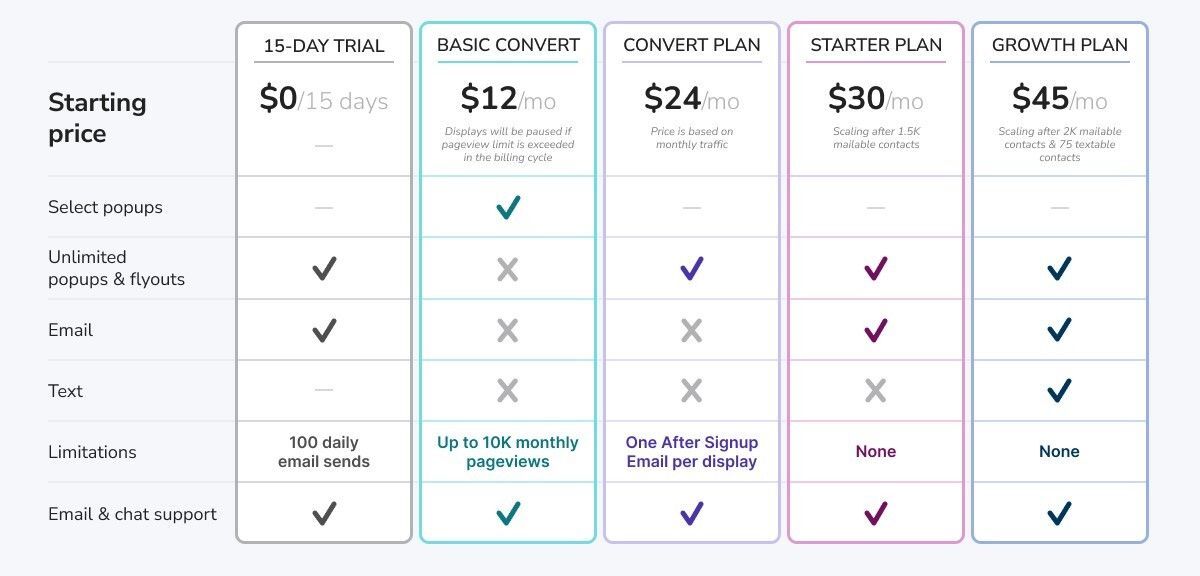 15-DAY TRIAL BASIC CONVERT CONVERT PLAN STARTER PLAN GROWTH PLAN
Starting
price
$0/15 days
—
$12/mo
Displays will be paused if
pageview limit is exceeded
in the billing cycle
$24/mo
Price is based on
monthly traffic
$30/mo
Scaling after 1.5K
mailable contacts
$45/mo
Scaling after 2K mailable
contacts & 75 textable
contacts
Select popups — ✓ — — —
Unlimited
popups & flyouts ✓ X ✓ ✓ ✓
Email ✓ X X ✓ ✓
Text — X X X ✓
Limitations
100 daily
email sends
Up to 10K monthly
pageviews
One After Signup
Email per display
None
None
Email & chat support ✓ ✓ ✓ ✓ ✓